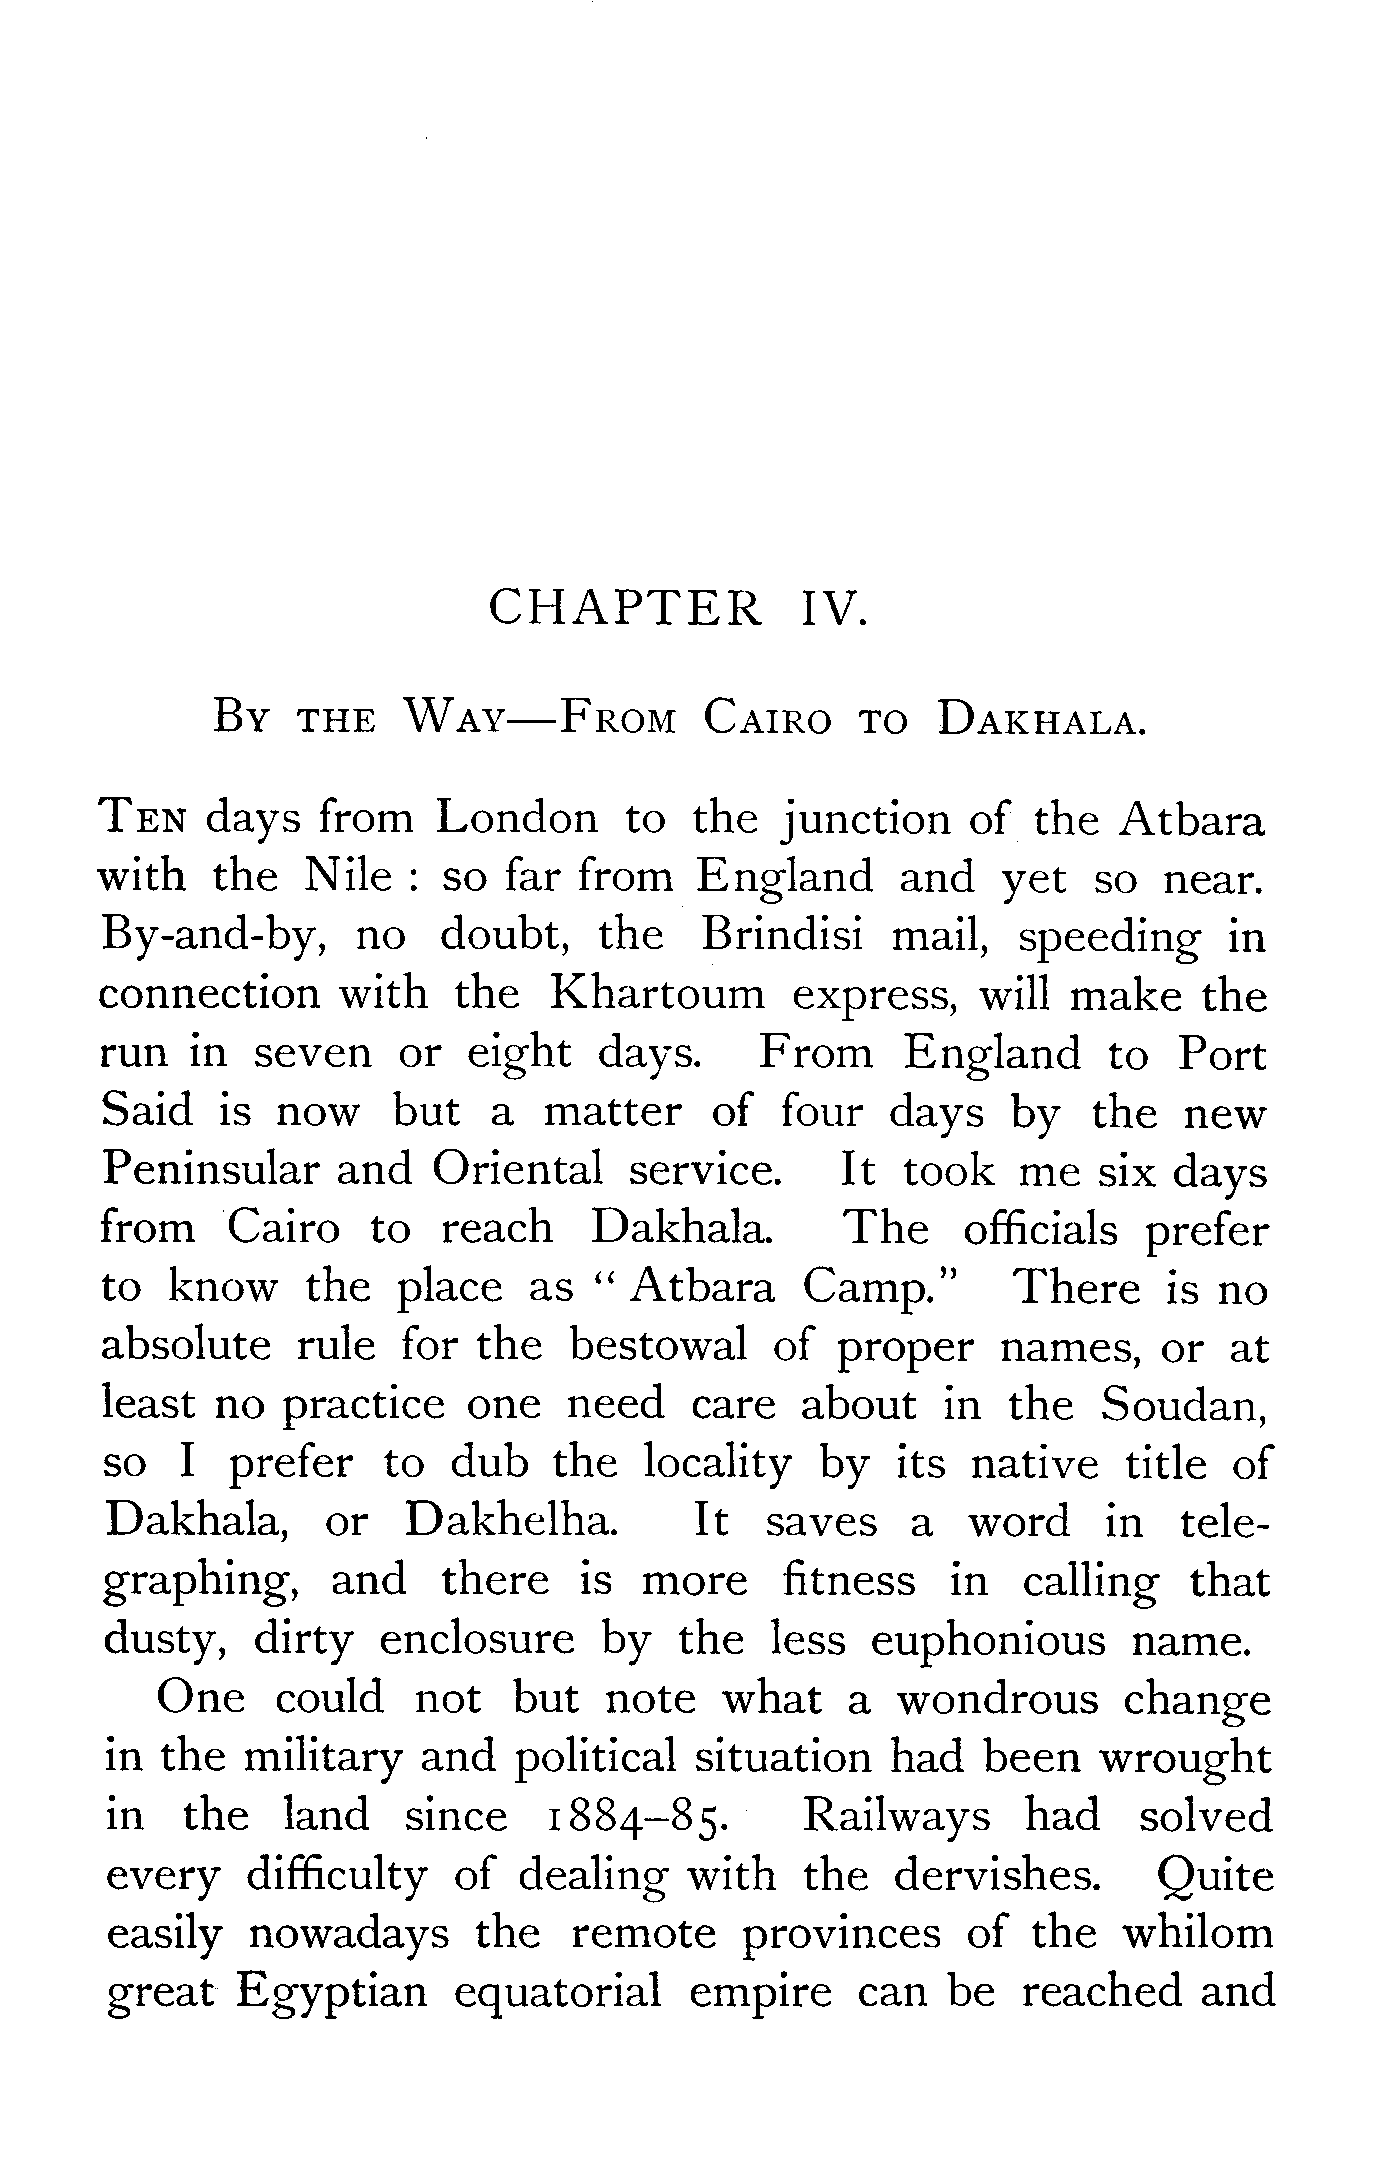 CHAPTER IV.
By the Way—From Cairo to Dakhala.
Ten days from London to the junction of the Atbara
with the Nile : so far from England and yet so near.
By-and-by, no doubt, the Brindisi mail, speeding in
connection with the Khartoum express, will make the
run in seven or eight days. From England to Port
Said is now but a matter of four days by the new
Peninsular and Oriental service. It took me six days
from Cairo to reach Dakhala. The officials prefer
to know the place as “ Atbara Camp.” There is no
absolute rule for the bestowal of proper names, or at
least no practice one need care about in the Soudan,
so I prefer to dub the locality by its native title of
Dakhala, or Dakhelha. It saves a word in tele-
graphing, and there is more fitness in calling that
dusty, dirty enclosure by the less euphonious name.
One could not but note what a wondrous change
in the military and political situation had been wrought
in the land since 1884–85. Railways had solved
every difficulty of dealing with the dervishes. Quite
easily nowadays the remote provinces of the whilom
great Egyptian equatorial empire can be reached and